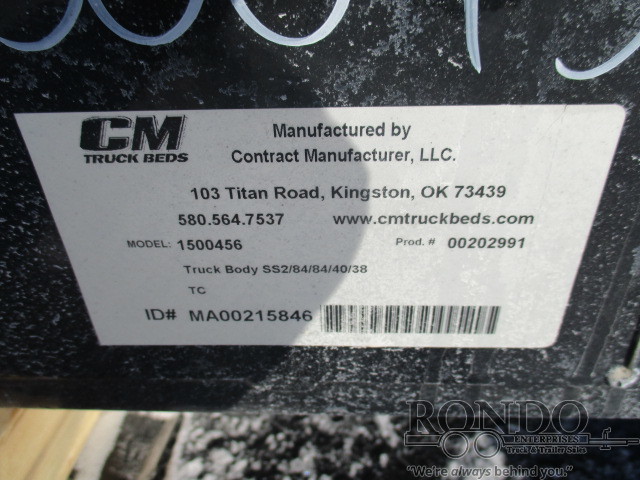 CM
TRUCK BEDS
Manufactured by
Contract Manufacturer, LLC.
103 Titan Road, Kingston, OK 73439
580.564.7537 www.cmtruckbeds.com
MODEL: 1500456 Prod. # 00202991
Truck Body SS2/84/84/40/38
TC
ID# MA00215846
RONDO
ENTERPRISES
Truck & Trailer Sales
"We're always behind you."